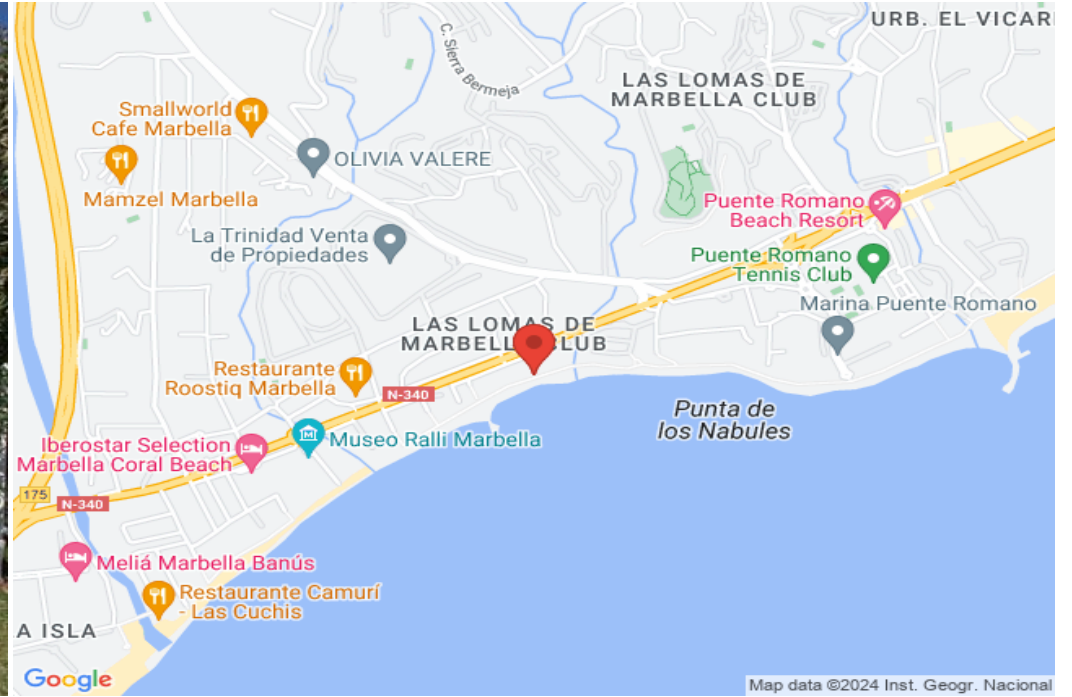 URB. EL VICARI
C. Sierra Bermeja
LAS LOMAS DE
MARBELLA CLUB
Smallworld
Cafe Marbella
OLIVIA VALERE
Mamzel Marbella
Puente Romano
Beach Resort
La Trinidad Venta
de Propiedades
Puente Romano
Tennis Club
Marina Puente Romano
LAS LOMAS DE
MARBELL CLUB
Restaurante
Roostiq Marbella
N-340
Punta de
los Nabules
Iberostar Selection
Marbella Coral Beach
Museo Ralli Marbella
175
N-340
Meliá Marbella Banús
Restaurante Camurí
- Las Cuchis
A ISLA
Google
Map data ©2024 Inst. Geogr. Nacional